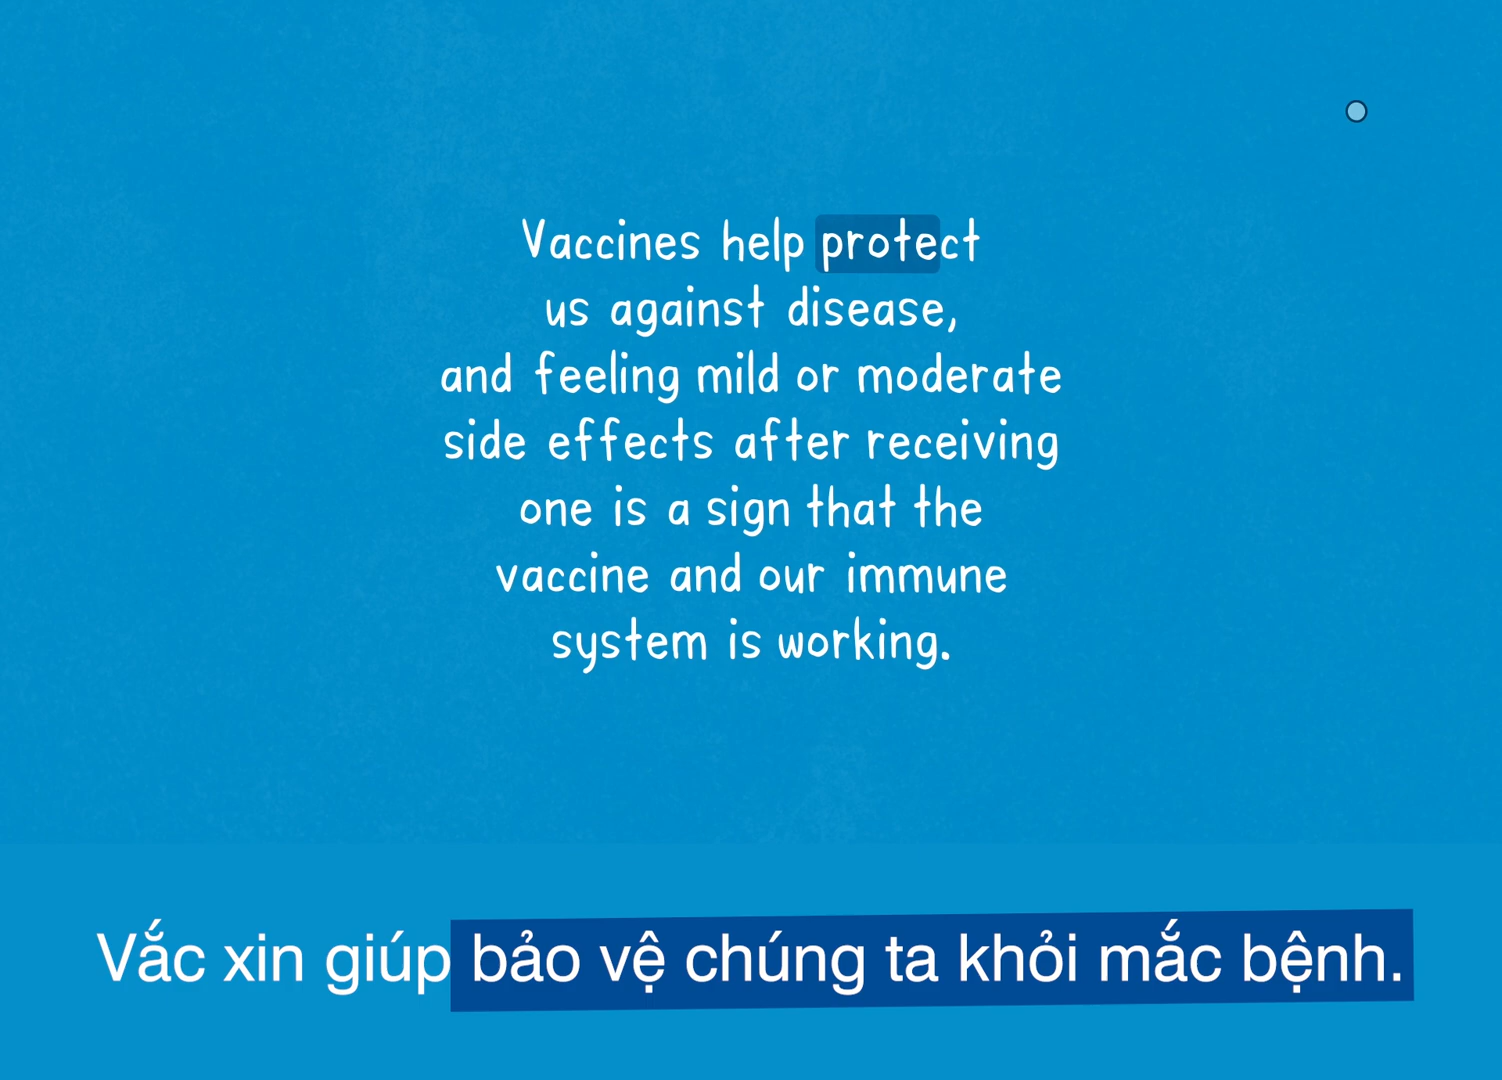 Vaccines help protect
us against disease,
and feeling mild or moderate
side effects after receiving
one is a sign that the
vaccine and our immune
system is working.
Vắc xin giúp bảo vệ chúng ta khỏi mắc bệnh.